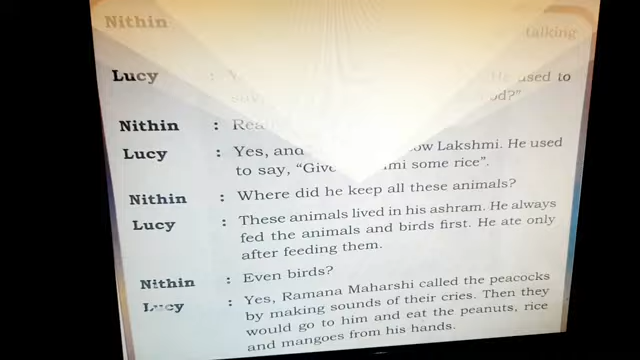 Nithin
talking
Lucy : He used to
Nithin :
Lucy : Yes, and ow Lakshmi. He used
to say, "Give mi some rice".
Nithin : Where did he keep all these animals?
Lucy : These animals lived in his ashram. He always
fed the animals and birds first. He ate only
after feeding them.
Nithin : Even birds?
Lucy : Yes, Ramana Maharshi called the peacocks
by making sounds of their cries. Then they
would go to him and eat the peanuts, rice
and mangoes from his hands.